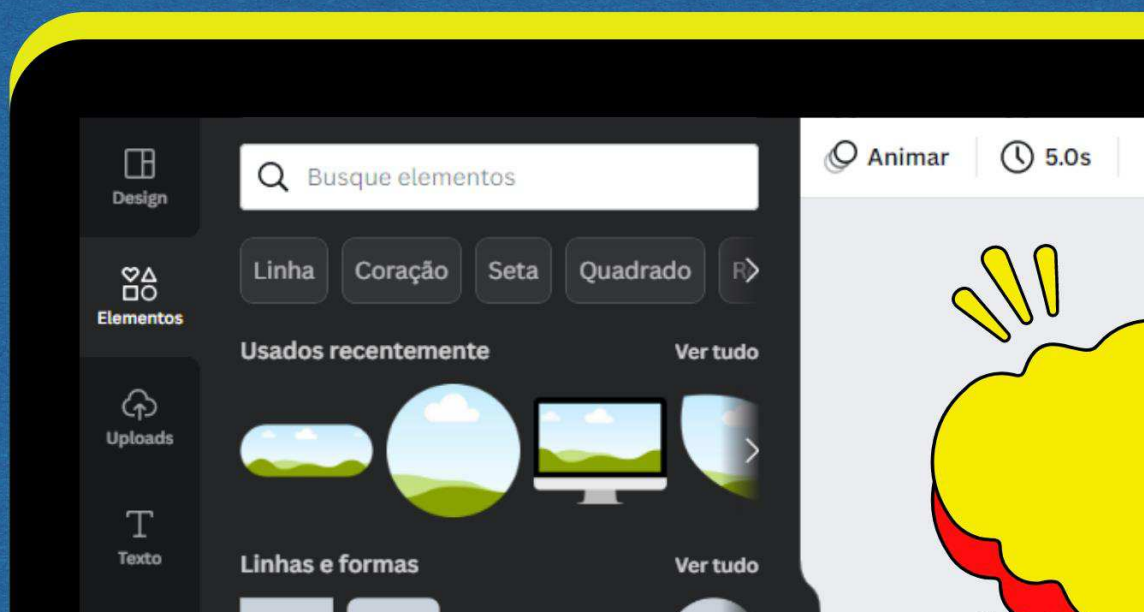 Design
Elementos
Uploads
Texto
Busque elementos
Linha Coração Seta Quadrado
Usados recentemente Ver tudo
Linhas e formas Ver tudo
Animar 5.0s